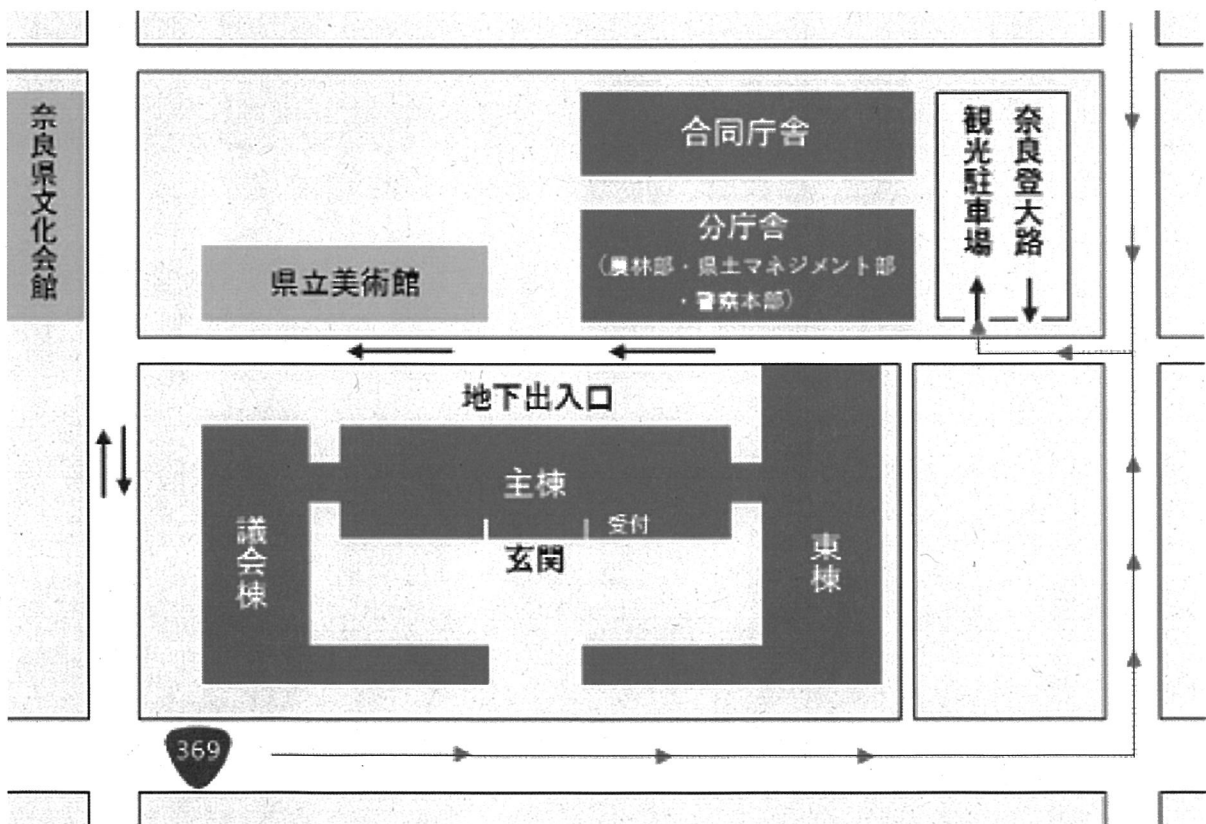 奈良県文化会館
合同庁舎
奈良登大路
観光駐車場
分庁舎
(農林部・県土マネジメント部
・警察本部)
県立美術館
地下出入口
主棟
受付
玄関
議会棟
東棟
369